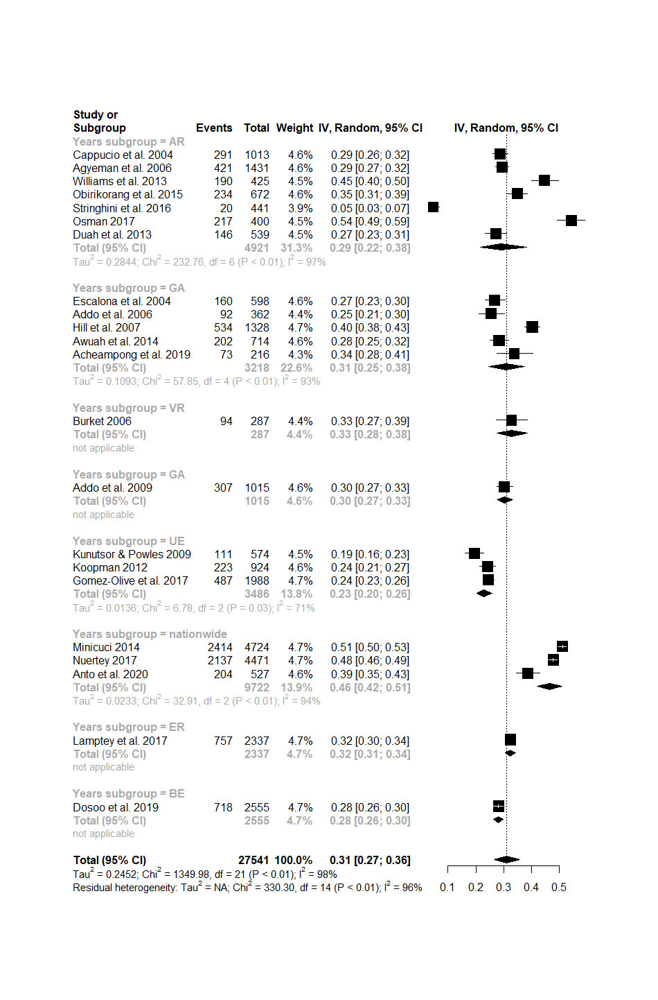 Study or
Subgroup Events Total Weight IV, Random, 95% CI IV, Random, 95% CI
Years subgroup = AR
Cappucio et al. 2004 291 1013 4.6% 0.29 [0.26; 0.32]
Agyeman et al. 2006 421 1431 4.6% 0.29 [0.27; 0.32]
Williams et al. 2013 190 425 4.5% 0.45 [0.40; 0.50]
Obirikorang et al. 2015 234 672 4.6% 0.35 [0.31; 0.39]
Stringhini et al. 2016 20 441 3.9% 0.05 [0.03; 0.07]
Osman 2017 217 400 4.5% 0.54 [0.49; 0.59]
Duah et al. 2013 146 539 4.5% 0.27 [0.23; 0.31]
Total (95% CI) 4921 31.3% 0.29 [0.22; 0.38]
Tau² = 0.2844; Chi² = 232.76, df = 6 (P < 0.01); I² = 97%
Years subgroup = GA
Escalona et al. 2004 160 598 4.6% 0.27 [0.23; 0.30]
Addo et al. 2006 92 362 4.4% 0.25 [0.21; 0.30]
Hill et al. 2007 534 1328 4.7% 0.40 [0.38; 0.43]
Awuah et al. 2014 202 714 4.6% 0.28 [0.25; 0.32]
Acheampong et al. 2019 73 216 4.3% 0.34 [0.28; 0.41]
Total (95% CI) 3218 22.6% 0.31 [0.25; 0.38]
Tau² = 0.1093; Chi² = 57.85, df = 4 (P < 0.01); I² = 93%
Years subgroup = VR
Burket 2006 94 287 4.4% 0.33 [0.27; 0.39]
Total (95% CI) 287 4.4% 0.33 [0.28; 0.38]
not applicable
Years subgroup = GA
Addo et al. 2009 307 1015 4.6% 0.30 [0.27; 0.33]
Total (95% CI) 1015 4.6% 0.30 [0.27; 0.33]
not applicable
Years subgroup = UE
Kunutsor & Powles 2009 111 574 4.5% 0.19 [0.16; 0.23]
Koopman 2012 223 924 4.6% 0.24 [0.21; 0.27]
Gomez-Olive et al. 2017 487 1988 4.7% 0.24 [0.23; 0.26]
Total (95% CI) 3486 13.8% 0.23 [0.20; 0.26]
Tau² = 0.0136; Chi² = 6.78, df = 2 (P = 0.03); I² = 71%
Years subgroup = nationwide
Minicuci 2014 2414 4724 4.7% 0.51 [0.50; 0.53]
Nuertey 2017 2137 4471 4.7% 0.48 [0.46; 0.49]
Anto et al. 2020 204 527 4.6% 0.39 [0.35; 0.43]
Total (95% CI) 9722 13.9% 0.46 [0.42; 0.51]
Tau² = 0.0233; Chi² = 32.91, df = 2 (P < 0.01); I² = 94%
Years subgroup = ER
Lamptey et al. 2017 757 2337 4.7% 0.32 [0.30; 0.34]
Total (95% CI) 2337 4.7% 0.32 [0.31; 0.34]
not applicable
Years subgroup = BE
Dosoo et al. 2019 718 2555 4.7% 0.28 [0.26; 0.30]
Total (95% CI) 2555 4.7% 0.28 [0.26; 0.30]
not applicable
Total (95% CI) 27541 100.0% 0.31 [0.27; 0.36]
Tau² = 0.2452; Chi² = 1349.98, df = 21 (P < 0.01); I² = 98%
Residual heterogeneity: Tau² = NA; Chi² = 330.30, df = 14 (P < 0.01); I² = 96% 0.1 0.2 0.3 0.4 0.5